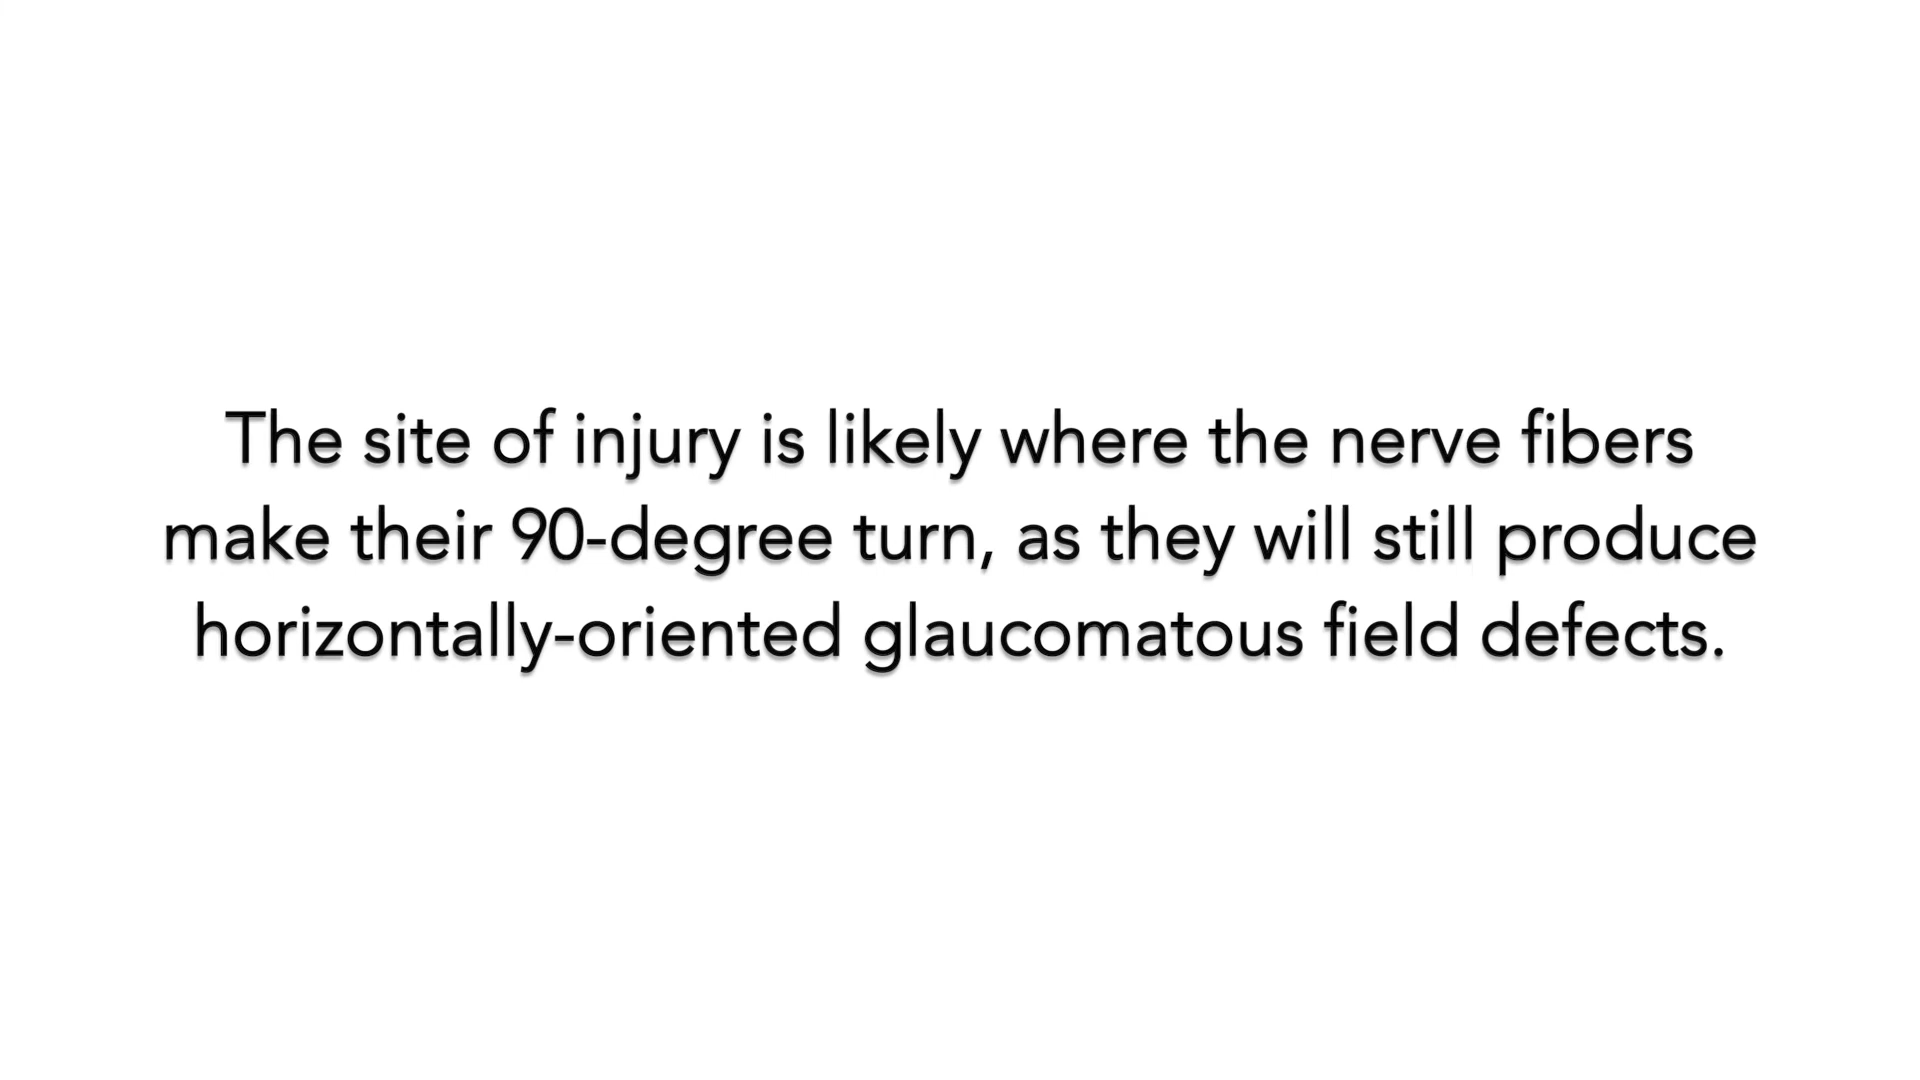 The site of injury is likely where the nerve fibers
make their 90-degree turn, as they will still produce
horizontally-oriented glaucomatous field defects.